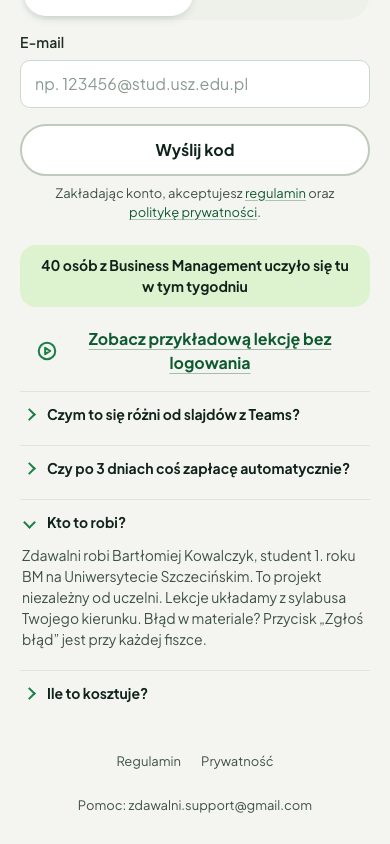 E-mail
np. 123456@stud.usz.edu.pl
Wyślij kod
Zakładając konto, akceptujesz regulamin oraz
politykę prywatności.
40 osób z Business Management uczyło się tu
w tym tygodniu
Zobacz przykładową lekcję bez
logowania
Czym to się różni od slajdów z Teams?
Czy po 3 dniach coś zapłacę automatycznie?
Kto to robi?
Zdawalni robi Bartłomiej Kowalczyk, student 1. roku
BM na Uniwersytecie Szczecińskim. To projekt
niezależny od uczelni. Lekcje układamy z sylabusa
Twojego kierunku. Błąd w materiale? Przycisk „Zgłoś
błąd” jest przy każdej fiszce.
Ile to kosztuje?
Regulamin Prywatność
Pomoc: zdawalni.support@gmail.com